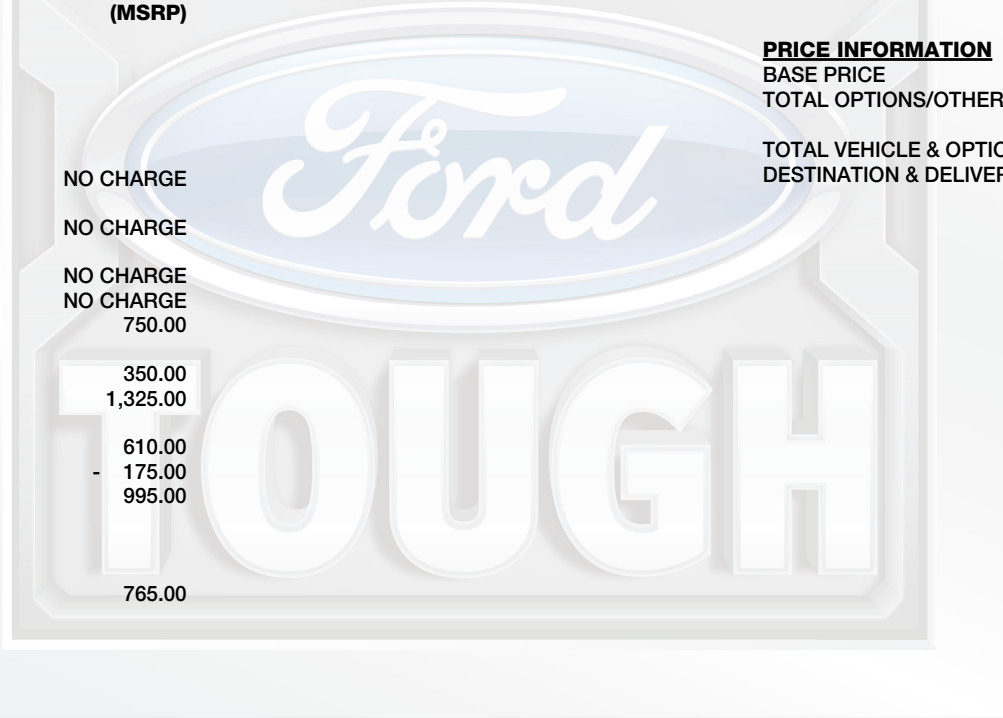 (MSRP)
NO CHARGE
NO CHARGE
NO CHARGE
NO CHARGE
750.00
350.00
1,325.00
610.00
- 175.00
995.00
765.00
PRICE INFORMATION
BASE PRICE
TOTAL OPTIONS/OTHER
TOTAL VEHICLE & OPTIO
DESTINATION & DELIVER
Ford
TOUGH